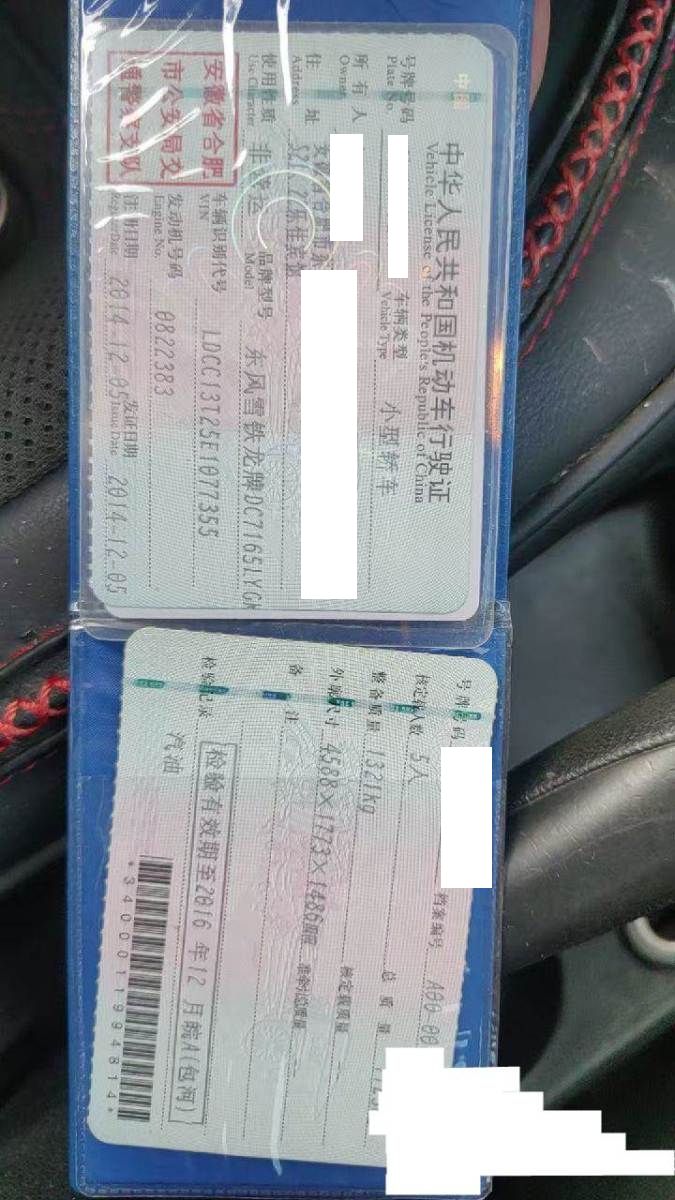 中华人民共和国机动车行驶证
Vehicle License of the People's Republic of China
号牌号码
Plate No.
车辆类型
Vehicle Type
小型轿车
所有人
Owner
住址
Address
使用性质
Use Character
非营运
品牌型号
Model
东风雪铁龙牌DC7165LYG
安徽省合肥
市公安局交
通警察支队
车辆识别代号
VIN
LDCC13T25E1077355
发动机号码
Engine No.
0822383
注册日期
Register Date
2014-12-05
发证日期
Issue Date
2014-12-05
号牌号码
档案编号
A00 00
核定载人数
5人
总质量
整备质量
1321kg
核定载质量
外廓尺寸
4588×1773×1486mm
准牵引总质量
备注
检验记录
检验有效期至2016年12月皖A(包河)
汽油
*3400011994814*